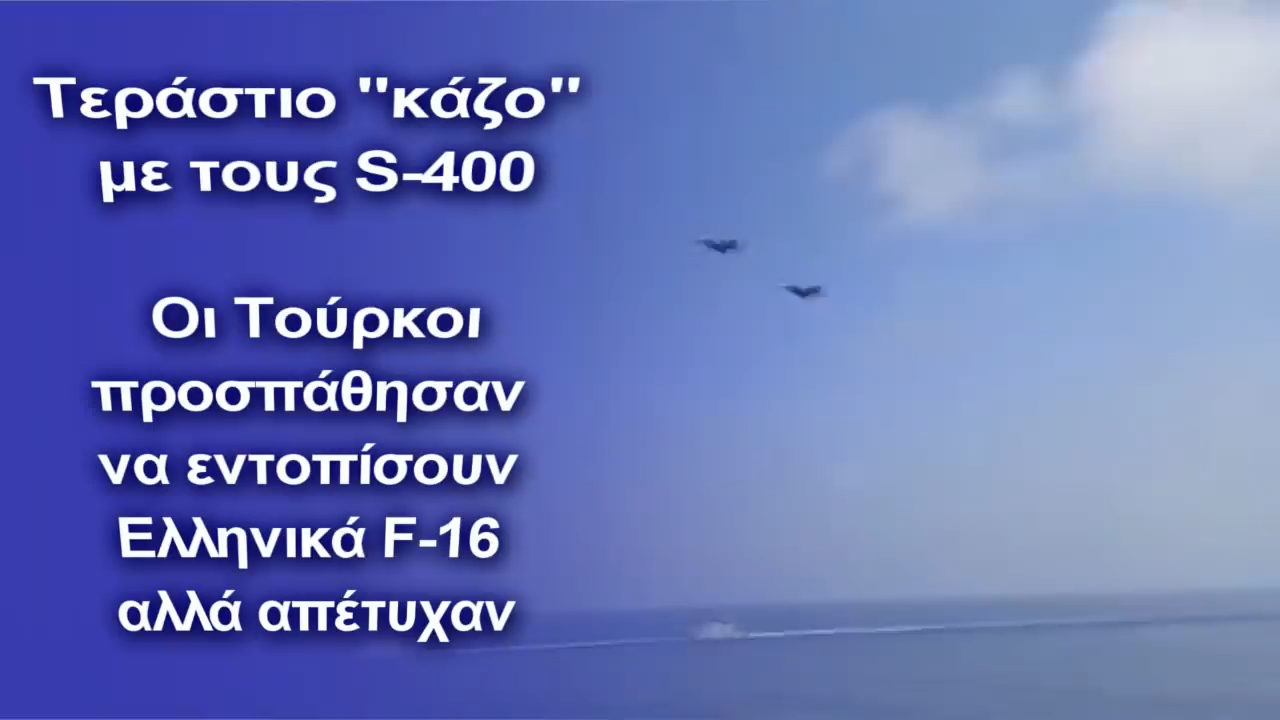 Τεράστιο "κάζο"
με τους S-400
Οι Τούρκοι
προσπάθησαν
να εντοπίσουν
Ελληνικά F-16
αλλά απέτυχαν